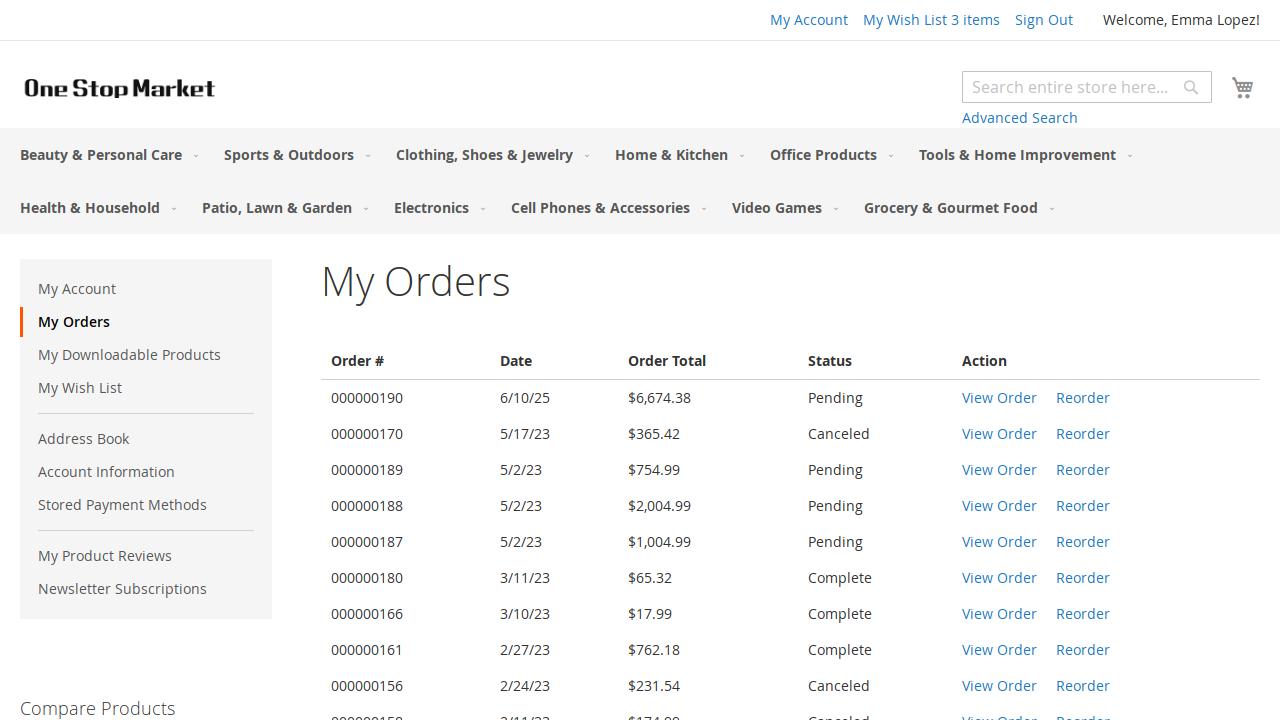 My Account My Wish List 3 items Sign Out Welcome, Emma Lopez!
One Stop Market
Search entire store here...
Advanced Search
Beauty & Personal Care Sports & Outdoors Clothing, Shoes & Jewelry Home & Kitchen Office Products Tools & Home Improvement
Health & Household Patio, Lawn & Garden Electronics Cell Phones & Accessories Video Games Grocery & Gourmet Food
My Account
My Orders
My Downloadable Products
My Wish List
Address Book
Account Information
Stored Payment Methods
My Product Reviews
Newsletter Subscriptions
Compare Products
My Orders
Order # Date Order Total Status Action
000000190 6/10/25 $6,674.38 Pending View Order Reorder
000000170 5/17/23 $365.42 Canceled View Order Reorder
000000189 5/2/23 $754.99 Pending View Order Reorder
000000188 5/2/23 $2,004.99 Pending View Order Reorder
000000187 5/2/23 $1,004.99 Pending View Order Reorder
000000180 3/11/23 $65.32 Complete View Order Reorder
000000166 3/10/23 $17.99 Complete View Order Reorder
000000161 2/27/23 $762.18 Complete View Order Reorder
000000156 2/24/23 $231.54 Canceled View Order Reorder